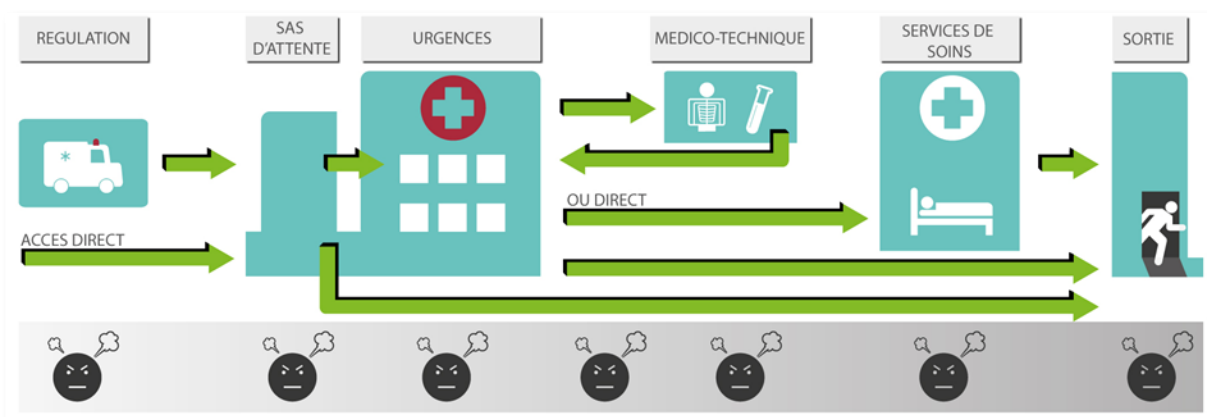 REGULATION
SAS
D'ATTENTE
URGENCES
MEDICO-TECHNIQUE
SERVICES DE
SOINS
SORTIE
OU DIRECT
ACCES DIRECT